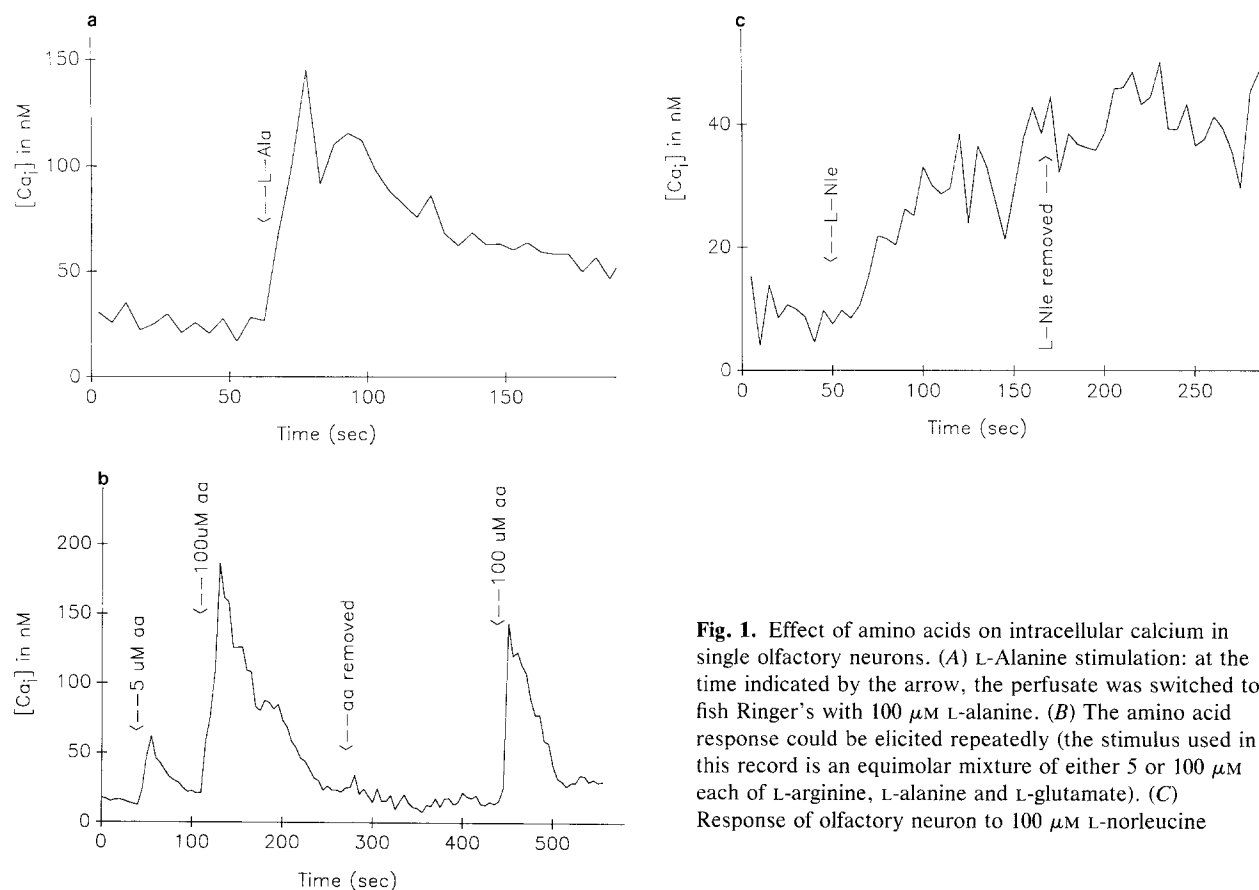 a
150
100
50
0
[Cai] in nM
<---L-Ala
0 50 100 150
Time (sec)
c
40
20
0
[Cai] in nM
<---L-Nle
L-Nle removed --->
0 50 100 150 200 250
Time (sec)
b
200
150
100
50
0
[Cai] in nM
<--5 uM aa
<--100uM aa
<--aa removed
<--100 uM aa
0 100 200 300 400 500
Time (sec)
Fig. 1. Effect of amino acids on intracellular calcium in
single olfactory neurons. (A) L-Alanine stimulation: at the
time indicated by the arrow, the perfusate was switched to
fish Ringer's with 100 μM L-alanine. (B) The amino acid
response could be elicited repeatedly (the stimulus used in
this record is an equimolar mixture of either 5 or 100 μM
each of L-arginine, L-alanine and L-glutamate). (C)
Response of olfactory neuron to 100 μM L-norleucine